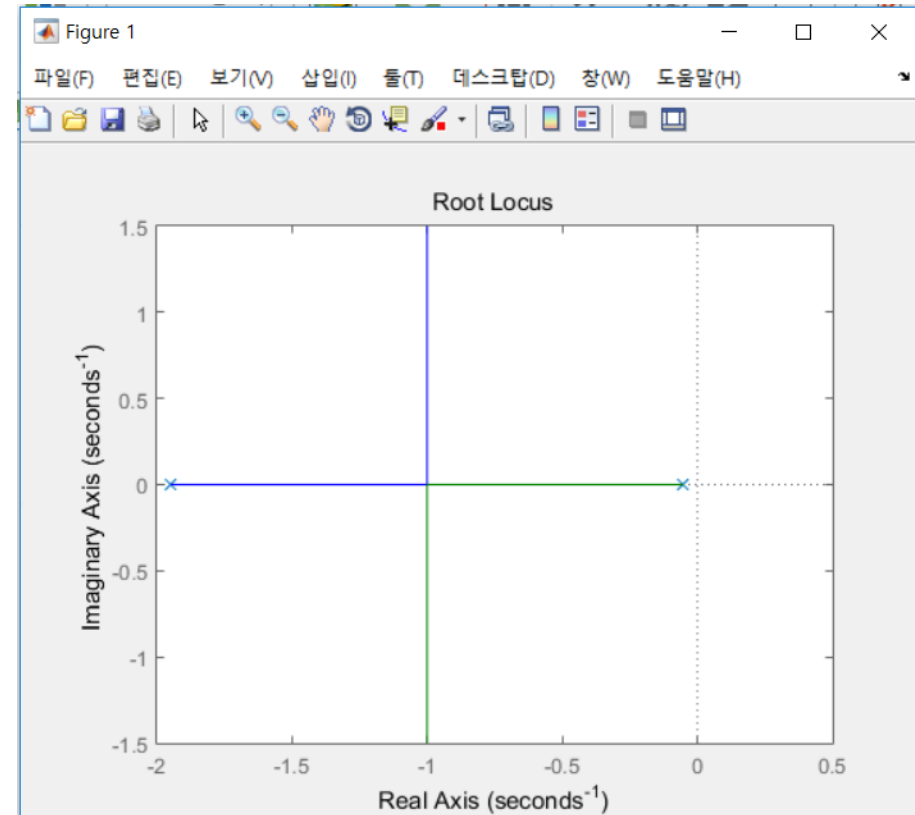 Figure 1
파일(F) 편집(E) 보기(V) 삽입(I) 툴(T) 데스크탑(D) 창(W) 도움말(H)
Root Locus
1.5
1
0.5
0
-0.5
-1
-1.5
Imaginary Axis (seconds⁻¹)
-2 -1.5 -1 -0.5 0 0.5
Real Axis (seconds⁻¹)